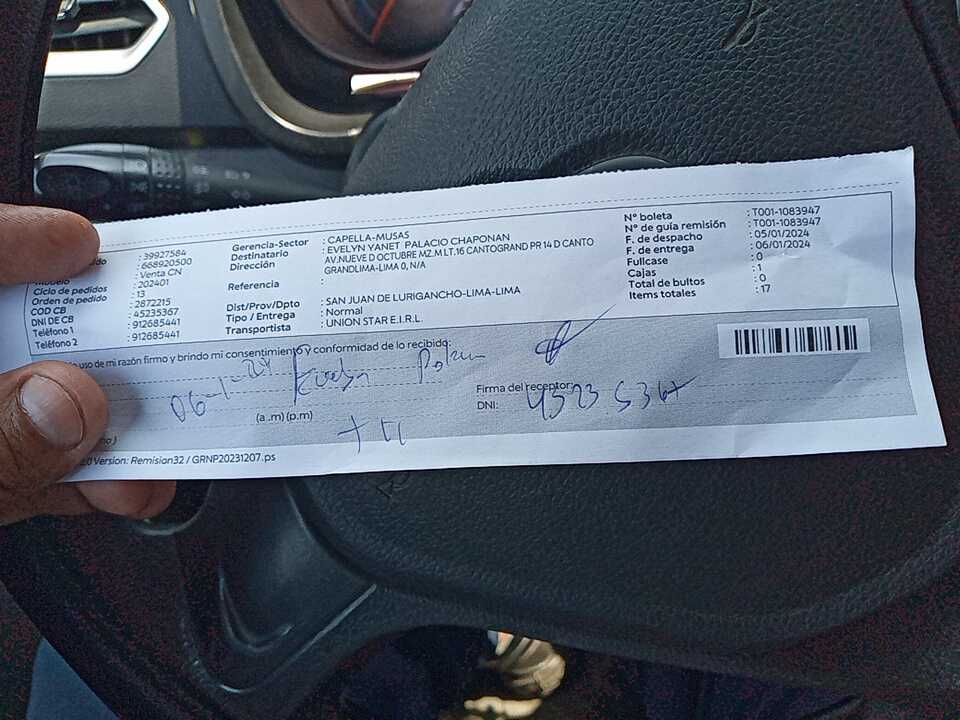 ido : 39927584
: 668920500
Modelo : Venta CN
Ciclo de pedidos : 202401
Orden de pedido : 13
COD CB : 2872215
DNI DE CB : 45235367
Teléfono 1 : 912685441
Teléfono 2 : 912685441
Gerencia-Sector : CAPELLA-MUSAS
Destinatario : EVELYN YANET PALACIO CHAPONAN
Dirección : AV.NUEVE D OCTUBRE MZ.M LT.16 CANTOGRAND PR 14 D CANTO
GRANDLIMA-LIMA 0, N/A
Referencia :
Dist/Prov/Dpto : SAN JUAN DE LURIGANCHO-LIMA-LIMA
Tipo / Entrega : Normal
Transportista : UNION STAR E.I.R.L.
N° boleta : T001-1083947
N° de guía remisión : T001-1083947
F. de despacho : 05/01/2024
F. de entrega : 06/01/2024
Fullcase : 0
Cajas : 1
Total de bultos : 0
Items totales : 17
uso de mi razón firmo y brindo mi consentimiento y conformidad de lo recibido:
06-1-24
(a.m) (p.m)
Firma del receptor:
DNI: 45235367
2.0 Version: Remision32 / GRNP20231207.ps